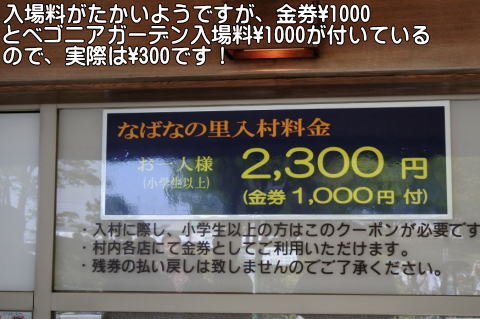 入場料がたかいようですが、金券¥1000
とベゴニアガーデン入場料¥1000が付いている
ので、実際は¥300です！
なばなの里入村料金
お一人様
(小学生以上)
2,300円
(金券1,000円付)
・入村に際し、小学生以上の方はこのクーポンが必要です
・村内各店にて金券としてご利用いただけます。
・残券の払い戻しは致しませんのでご了承ください。